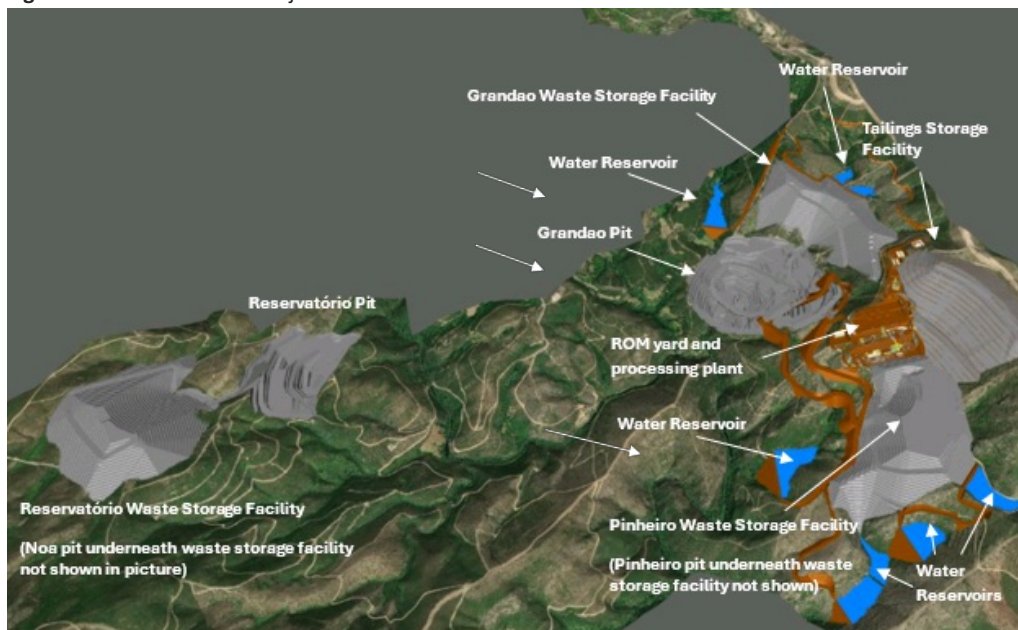 Water Reservoir
Grandao Waste Storage Facility
Tailings Storage
Facility
Water Reservoir
Grandao Pit
Reservatório Pit
ROM yard and
processing plant
Water Reservoir
Reservatório Waste Storage Facility
(Noa pit underneath waste storage facility
not shown in picture)
Pinheiro Waste Storage Facility
(Pinheiro pit underneath waste
storage facility not shown)
Water
Reservoirs